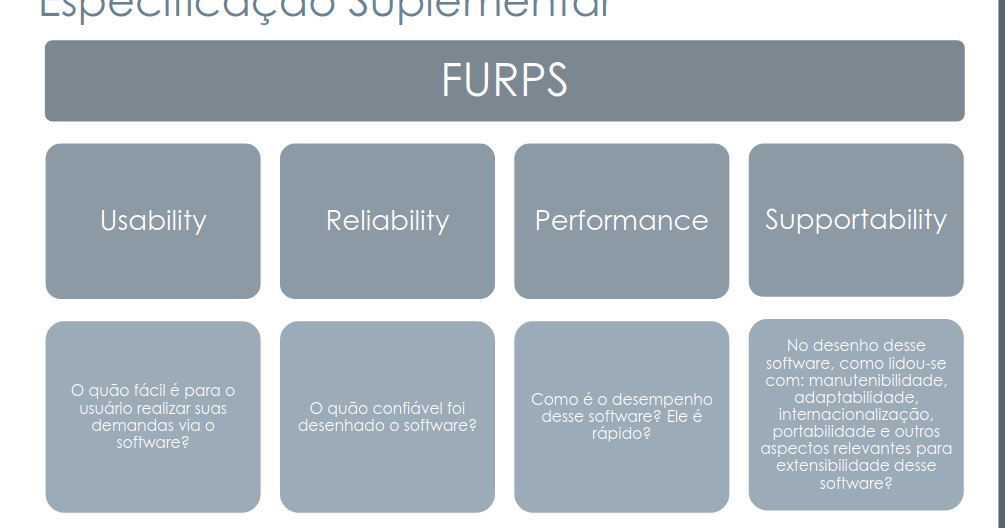 Especificação Suplementar
FURPS
Usability
Reliability
Performance
Supportability
O quão fácil é para o
usuário realizar suas
demandas via o
software?
O quão confiável foi
desenhado o software?
Como é o desempenho
desse software? Ele é
rápido?
No desenho desse
software, como lidou-se
com: manutenibilidade,
adaptabilidade,
internacionalização,
portabilidade e outros
aspectos relevantes para
extensibilidade desse
software?